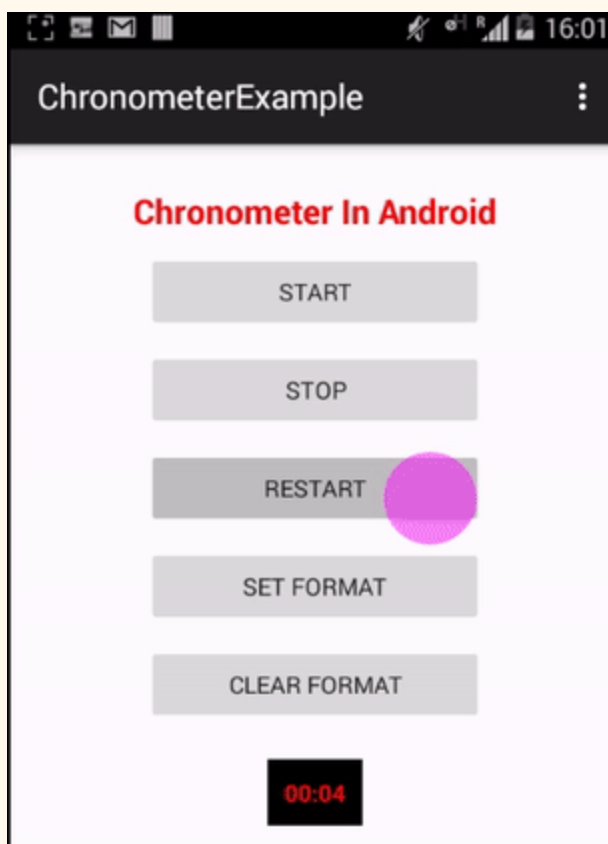 R 16:01
ChronometerExample
Chronometer In Android
START
STOP
RESTART
SET FORMAT
CLEAR FORMAT
00:04